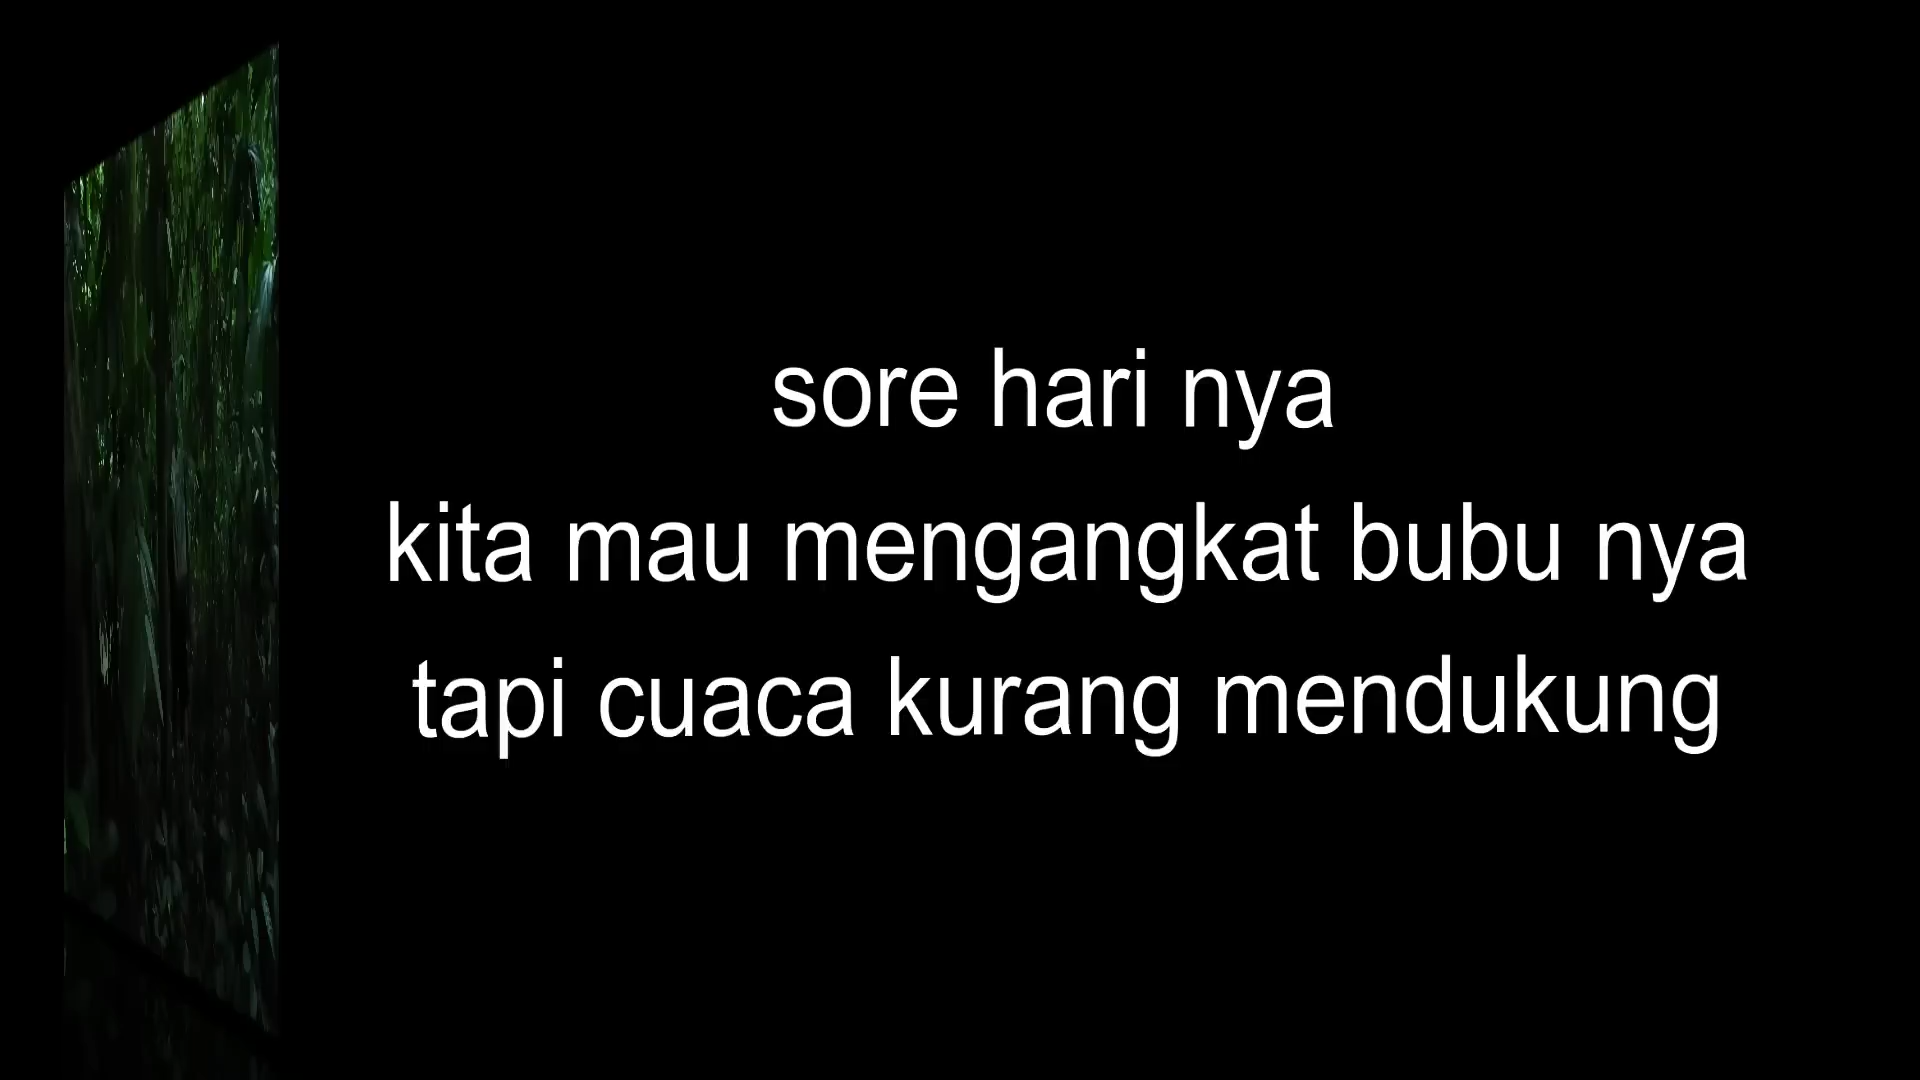 sore hari nya
kita mau mengangkat bubu nya
tapi cuaca kurang mendukung